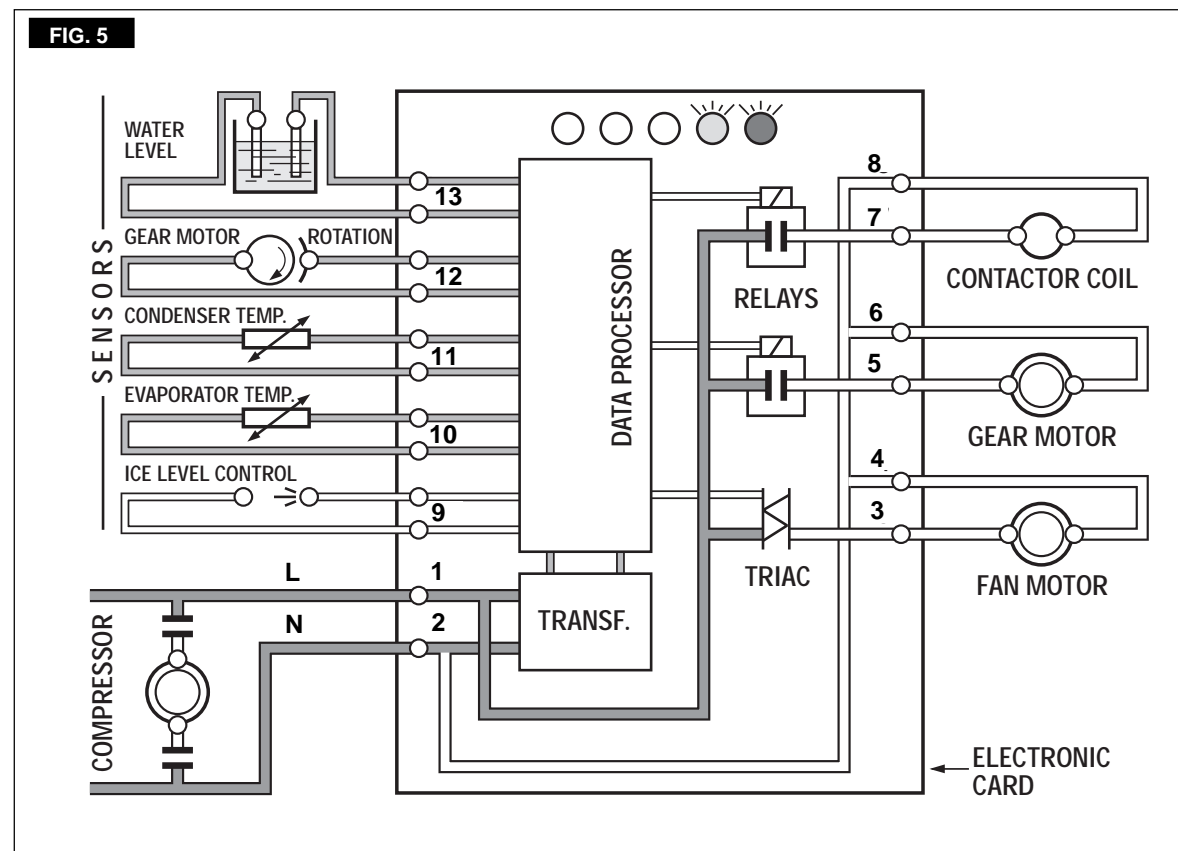 FIG. 5
SENSORS
WATER
LEVEL
13
GEAR MOTOR ROTATION
12
CONDENSER TEMP.
11
EVAPORATOR TEMP.
10
ICE LEVEL CONTROL
9
L
1
N
2
COMPRESSOR
DATA PROCESSOR
TRANSF.
RELAYS
TRIAC
8
7
CONTACTOR COIL
6
5
GEAR MOTOR
4
3
FAN MOTOR
ELECTRONIC
CARD